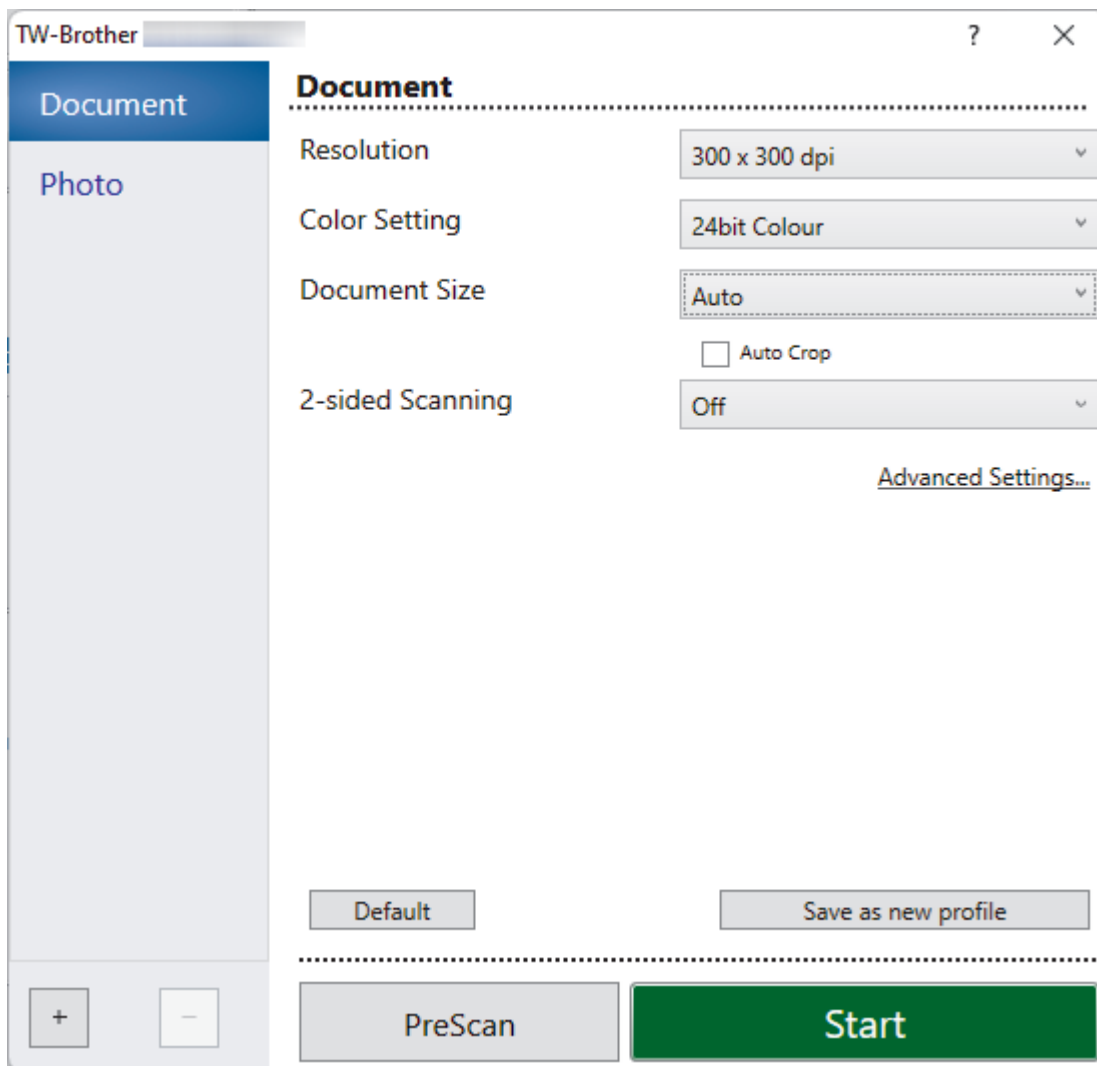 TW-Brother
?
Document
Photo
Document
Resolution
300 x 300 dpi
Color Setting
24bit Colour
Document Size
Auto
Auto Crop
2-sided Scanning
Off
Advanced Settings...
Default
Save as new profile
+
−
PreScan
Start